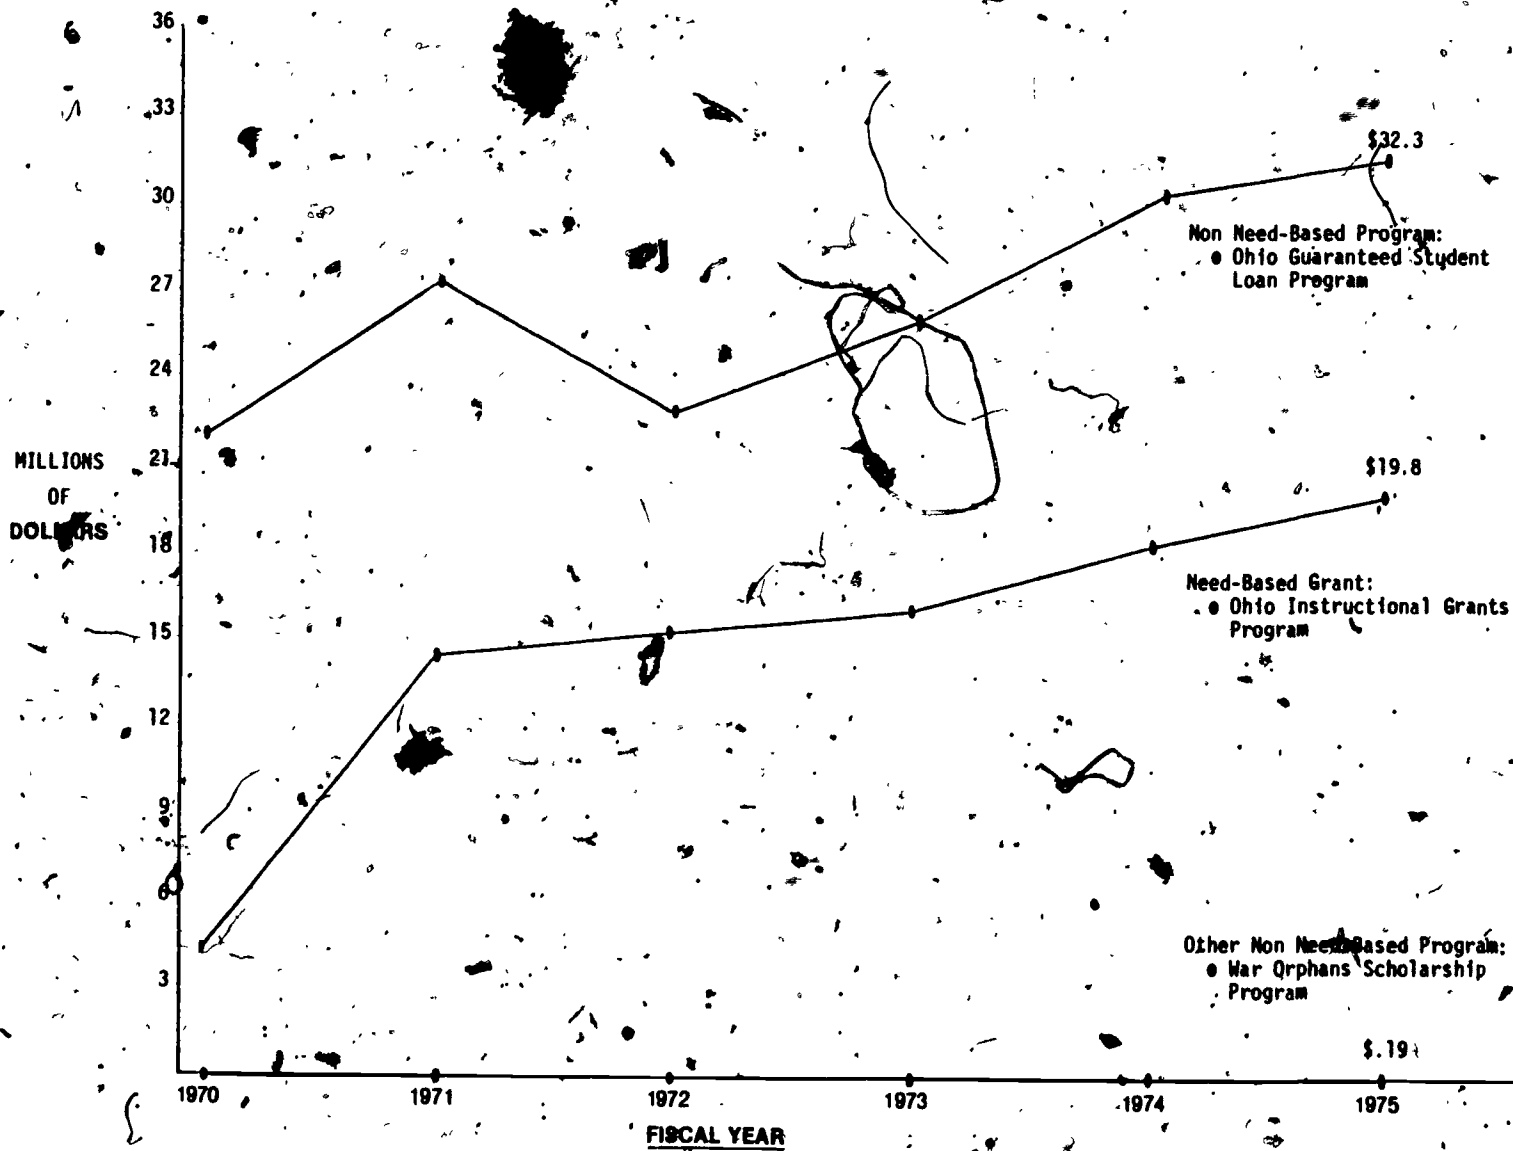 36
33
30
27
24
21
18
15
12
9
6
3
MILLIONS
OF
DOLLARS
$32.3
Non Need-Based Program:
• Ohio Guaranteed Student
Loan Program
$19.8
Need-Based Grant:
• Ohio Instructional Grants
Program
Other Non Need-Based Program:
• War Orphans Scholarship
Program
$.19
1970 1971 1972 1973 1974 1975
FISCAL YEAR